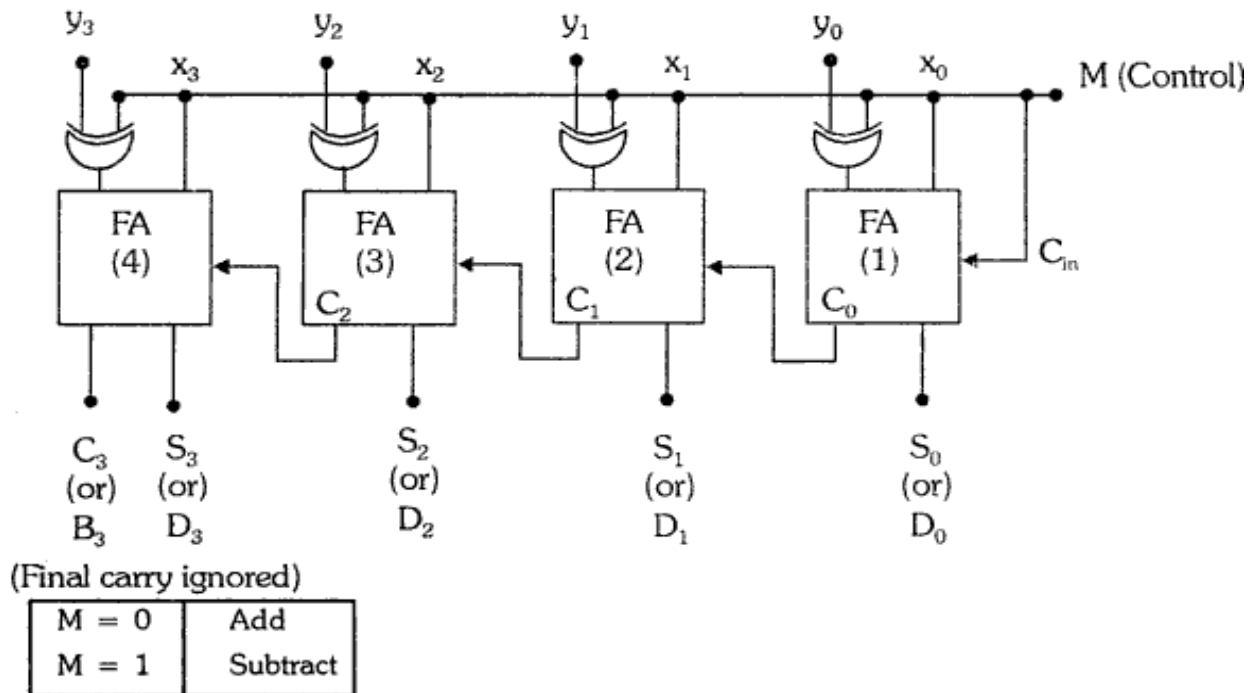 y₃ y₂ y₁ y₀
x₃ x₂ x₁ x₀ M (Control)
FA FA FA FA
(4) (3) (2) (1) C_in
C₂ C₁ C₀
C₃ S₃ S₂ S₁ S₀
(or) (or) (or) (or) (or)
B₃ D₃ D₂ D₁ D₀
(Final carry ignored)
M = 0 Add
M = 1 Subtract